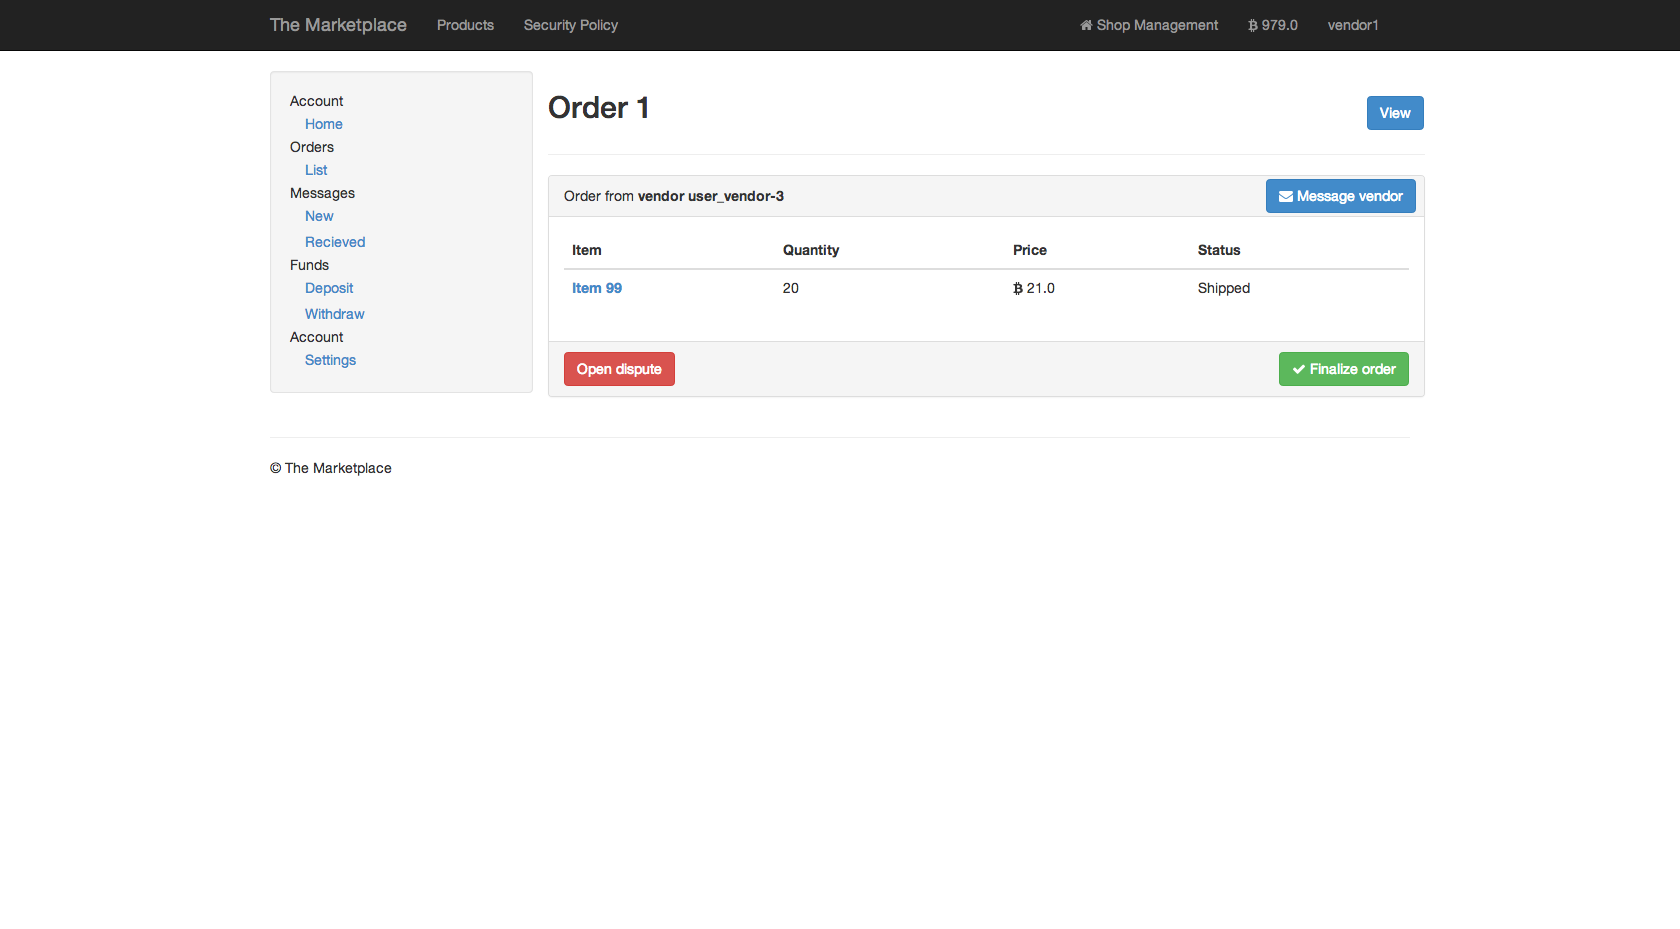 The Marketplace Products Security Policy Shop Management ฿ 979.0 vendor1
Account
Home
Orders
List
Messages
New
Recieved
Funds
Deposit
Withdraw
Account
Settings
Order 1 View
Order from vendor user_vendor-3 Message vendor
Item Quantity Price Status
Item 99 20 ฿ 21.0 Shipped
Open dispute Finalize order
© The Marketplace